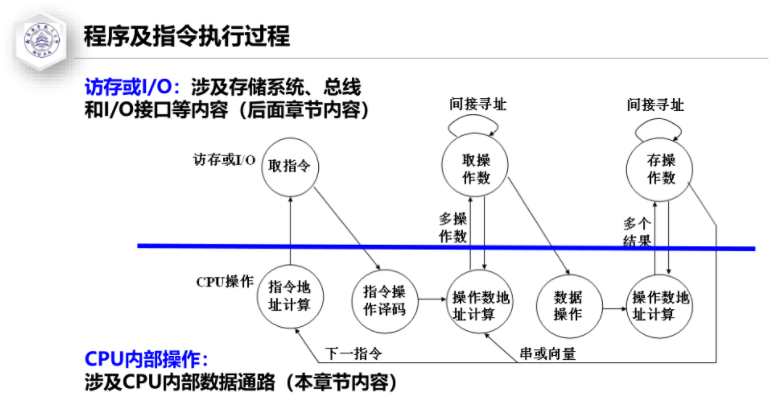 程序及指令执行过程
访存或I/O：涉及存储系统、总线
和I/O接口等内容（后面章节内容）
间接寻址
间接寻址
访存或I/O
取指令
取操
作数
存操
作数
多操
作数
多个
结果
CPU操作
指令地
址计算
指令操
作译码
操作数地
址计算
数据
操作
操作数地
址计算
下一指令
串或向量
CPU内部操作：
涉及CPU内部数据通路（本章节内容）